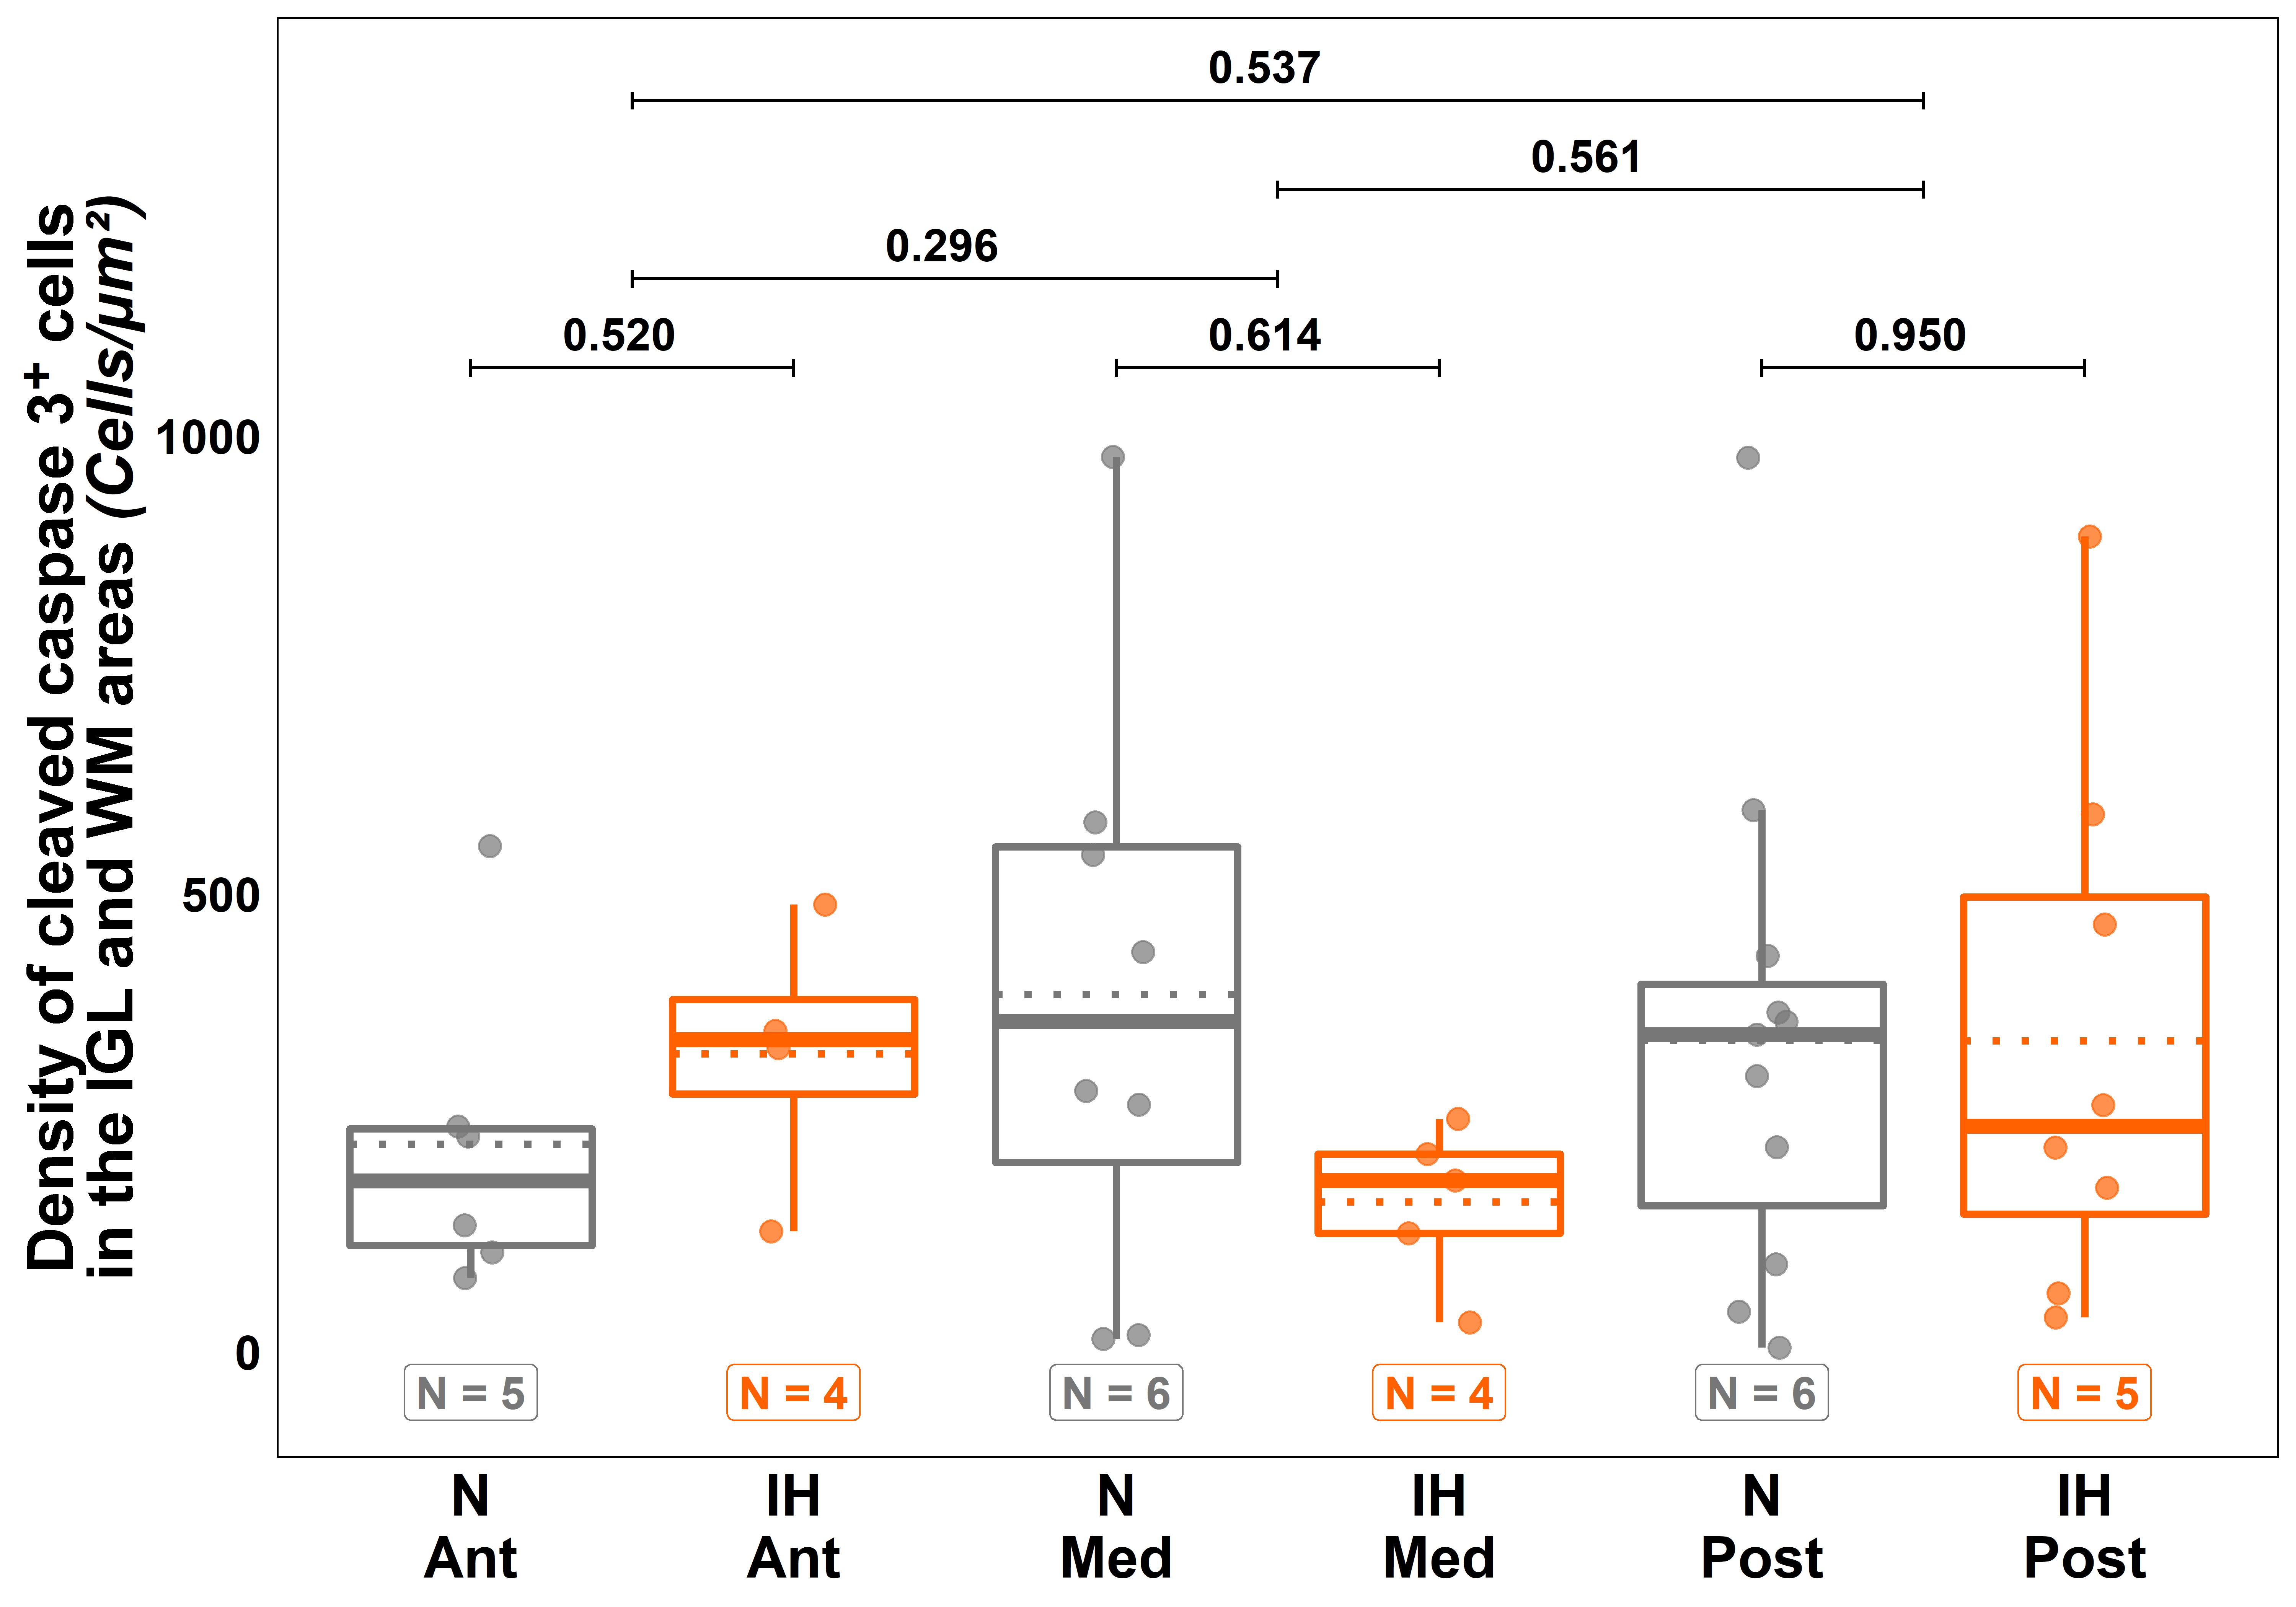 Density of cleaved caspase 3⁺ cells
in the IGL and WM areas (Cells/µm²)
0.537
0.561
0.296
0.520
0.614
0.950
1000
500
0
N = 5
N = 4
N = 6
N = 4
N = 6
N = 5
N
Ant
IH
Ant
N
Med
IH
Med
N
Post
IH
Post